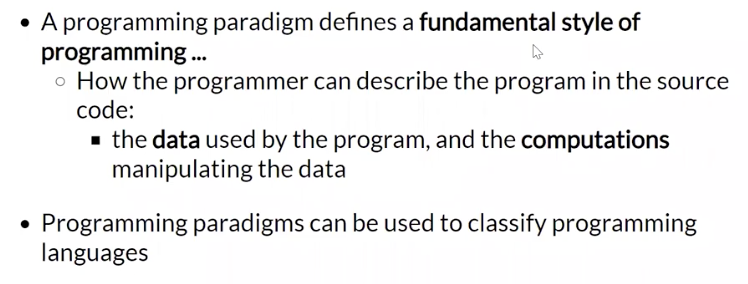 • A programming paradigm defines a fundamental style of
programming ...
○ How the programmer can describe the program in the source
code:
▪ the data used by the program, and the computations
manipulating the data
• Programming paradigms can be used to classify programming
languages